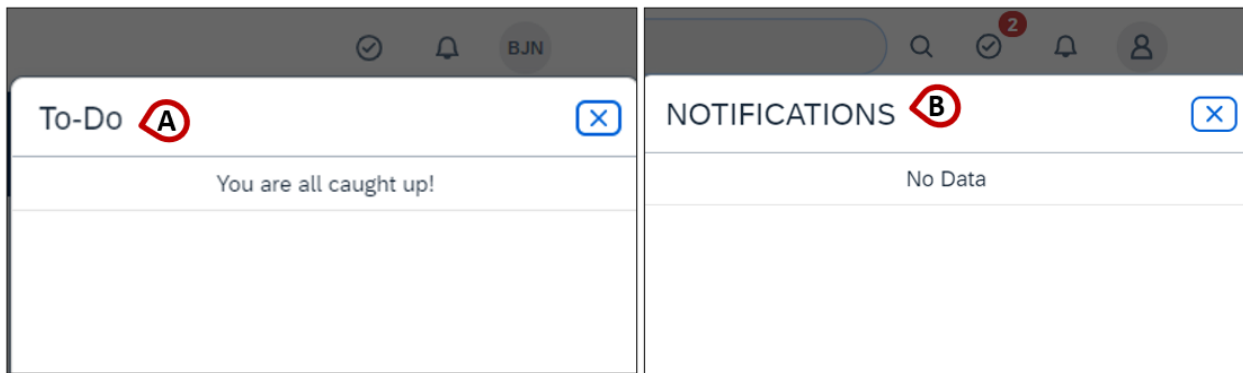 BJN
To-Do A
You are all caught up!
2
NOTIFICATIONS B
No Data